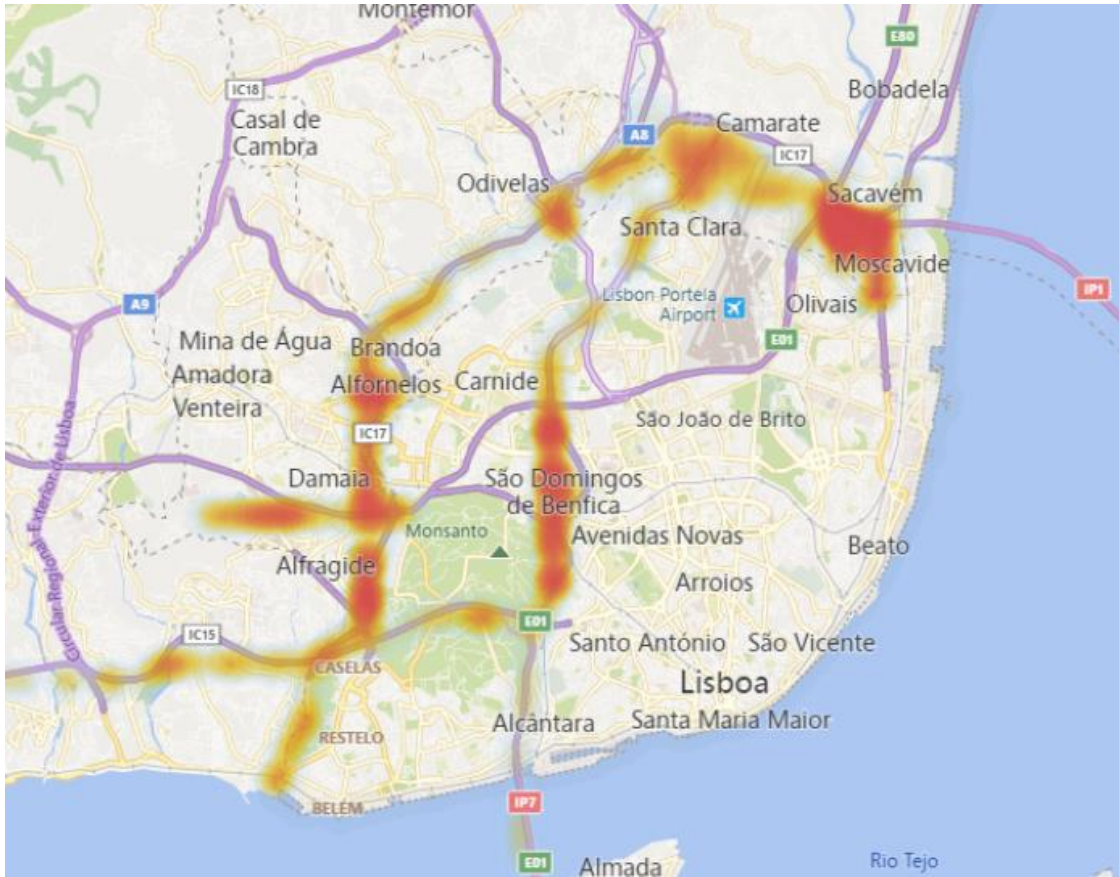 Montemor
E80
Bobadela
IC18
Casal de
Cambra
A8
Camarate
IC17
Odivelas
Sacavém
Santa Clara
Moscavide
A9
Lisbon Portela
Airport
Olivais
IP1
E01
Mina de Água
Brandoa
Amadora
Alfornelos
Carnide
Venteira
São João de Brito
IC17
Circular Regional Exterior de Lisboa
Damaia
São Domingos
de Benfica
Monsanto
Avenidas Novas
Beato
Alfragide
Arroios
IC15
E01
Santo António
São Vicente
CASELAS
Lisboa
Alcântara
Santa Maria Maior
RESTELO
BELÉM
IP7
E01
Almada
Rio Tejo